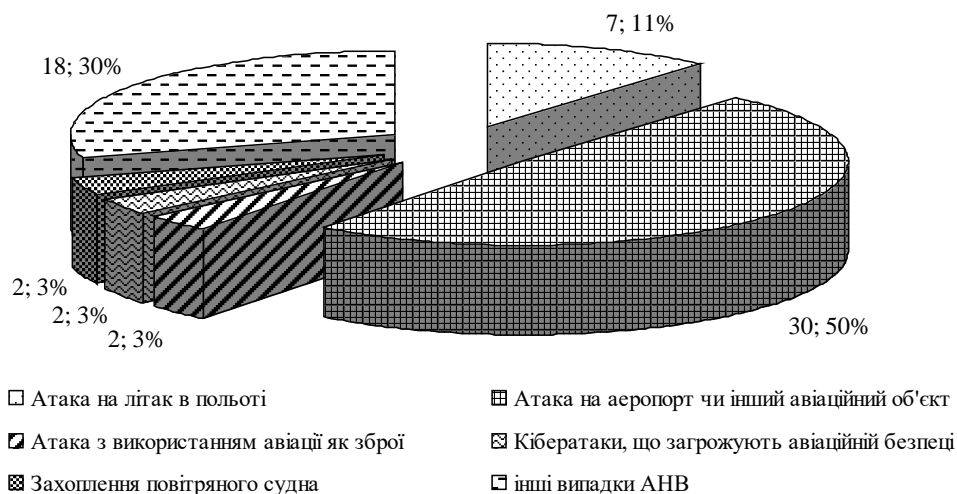 7; 11%
18; 30%
2; 3%
2; 3%
2; 3%
30; 50%
Атака на літак в польоті
Атака на аеропорт чи інший авіаційний об'єкт
Атака з використанням авіації як зброї
Кібератаки, що загрожують авіаційній безпеці
Захоплення повітряного судна
інші випадки АНВ